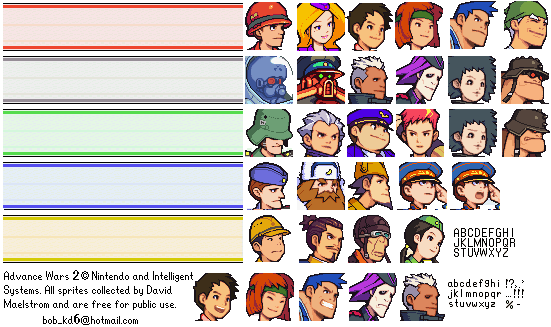 ABCDEFGHI
JKLMNOPQR
STVWXYZ
Advance Wars 2 © Nintendo and Intelligent
Systems. All sprites collected by David
Maelstrom and are free for public use.
bob_kd6@hotmail.com
abcdefghi !?,'
jklmnopqr ...!!!
stuvwxyz % -